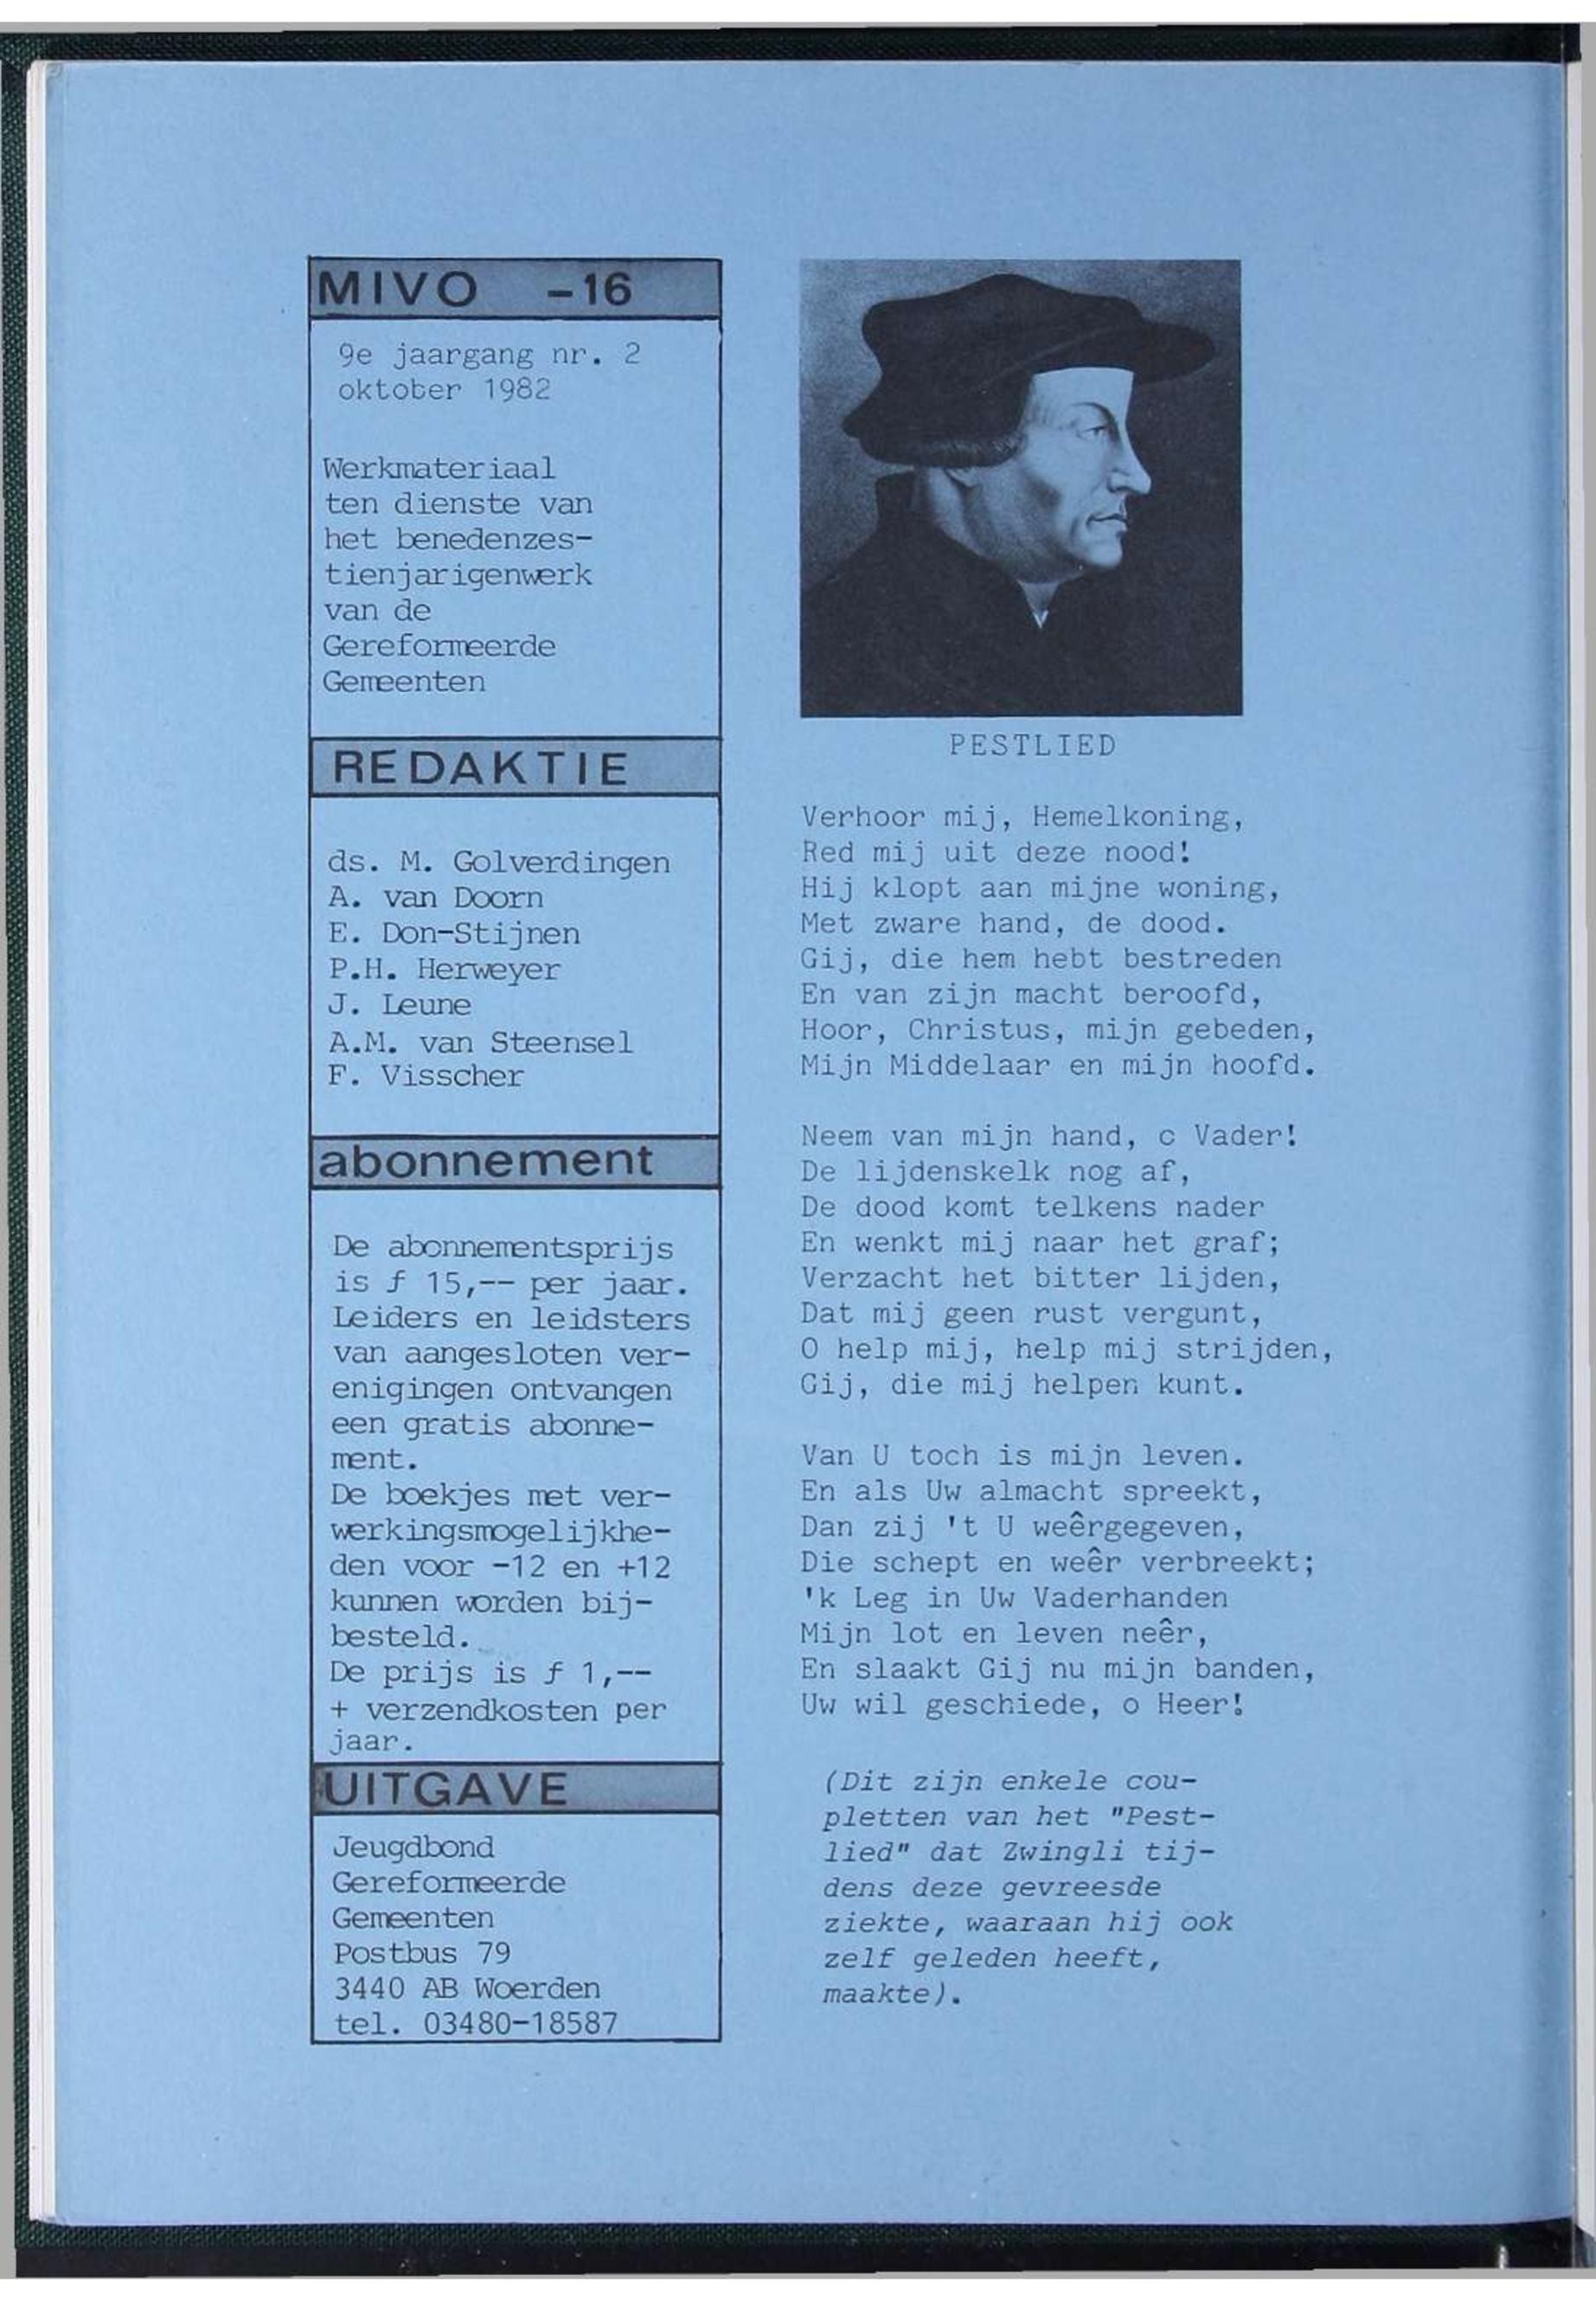 MIVO -16
9e jaargang nr. 2
oktober 1982
Werkmateriaal
ten dienste van
het benedenzes-
tienjarigenwerk
van de
Gereformeerde
Gemeenten
REDAKTIE
ds. M. Golverdingen
A. van Doorn
E. Don-Stijnen
P.H. Herweyer
J. Leune
A.M. van Steensel
F. Visscher
abonnement
De abonnementsprijs
is f 15,-- per jaar.
Leiders en leidsters
van aangesloten ver-
enigingen ontvangen
een gratis abonne-
ment.
De boekjes met ver-
werkingsmogelijkhe-
den voor -12 en +12
kunnen worden bij-
besteld.
De prijs is f 1,--
+ verzendkosten per
jaar.
UITGAVE
Jeugdbond
Gereformeerde
Gemeenten
Postbus 79
3440 AB Woerden
tel. 03480-18587
PESTLIED
Verhoor mij, Hemelkoning,
Red mij uit deze nood!
Hij klopt aan mijne woning,
Met zware hand, de dood.
Gij, die hem hebt bestreden
En van zijn macht beroofd,
Hoor, Christus, mijn gebeden,
Mijn Middelaar en mijn hoofd.
Neem van mijn hand, o Vader!
De lijdenskelk nog af,
De dood komt telkens nader
En wenkt mij naar het graf;
Verzacht het bitter lijden,
Dat mij geen rust vergunt,
O help mij, help mij strijden,
Gij, die mij helpen kunt.
Van U toch is mijn leven.
En als Uw almacht spreekt,
Dan zij 't U weêrgegeven,
Die schept en weêr verbreekt;
'k Leg in Uw Vaderhanden
Mijn lot en leven neêr,
En slaakt Gij nu mijn banden,
Uw wil geschiede, o Heer!
(Dit zijn enkele cou-
pletten van het "Pest-
lied" dat Zwingli tij-
dens deze gevreesde
ziekte, waaraan hij ook
zelf geleden heeft,
maakte).